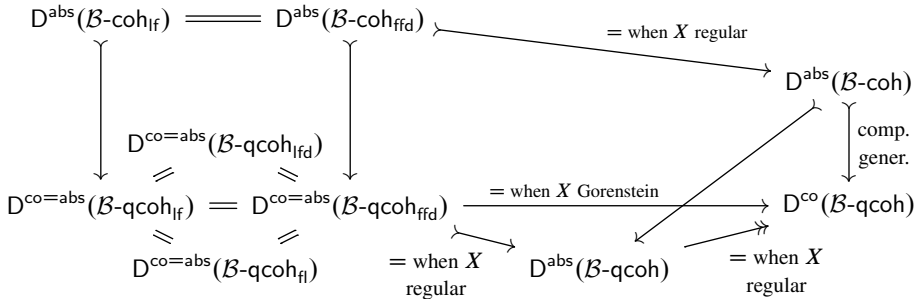 D^abs(ℬ-coh_lf) ═══ D^abs(ℬ-coh_ffd)
= when X regular
D^abs(ℬ-coh)
D^co=abs(ℬ-qcoh_lfd)
comp.
gener.
D^co=abs(ℬ-qcoh_lf) ═ D^co=abs(ℬ-qcoh_ffd) = when X Gorenstein D^co(ℬ-qcoh)
D^co=abs(ℬ-qcoh_fl)
= when X
regular
D^abs(ℬ-qcoh)
= when X
regular